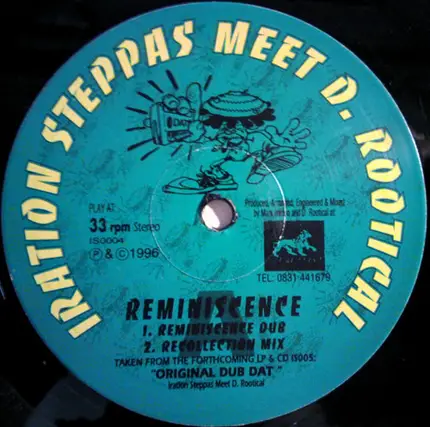 IRATION STEPPAS MEET D. ROOTICAL
DAT
PLAY AT:
33 rpm Stereo
IS0004
℗ & © 1996
Produced, Arranged, Engineered & Mixed
by Mark Iration and D. Rootical at:
TEL: 0831 441679
REMINISCENCE
1. REMINISCENCE DUB
2. RECOLLECTION MIX
TAKEN FROM THE FORTHCOMING LP & CD IS005:
"ORIGINAL DUB DAT"
Iration Steppas Meet D. Rootical